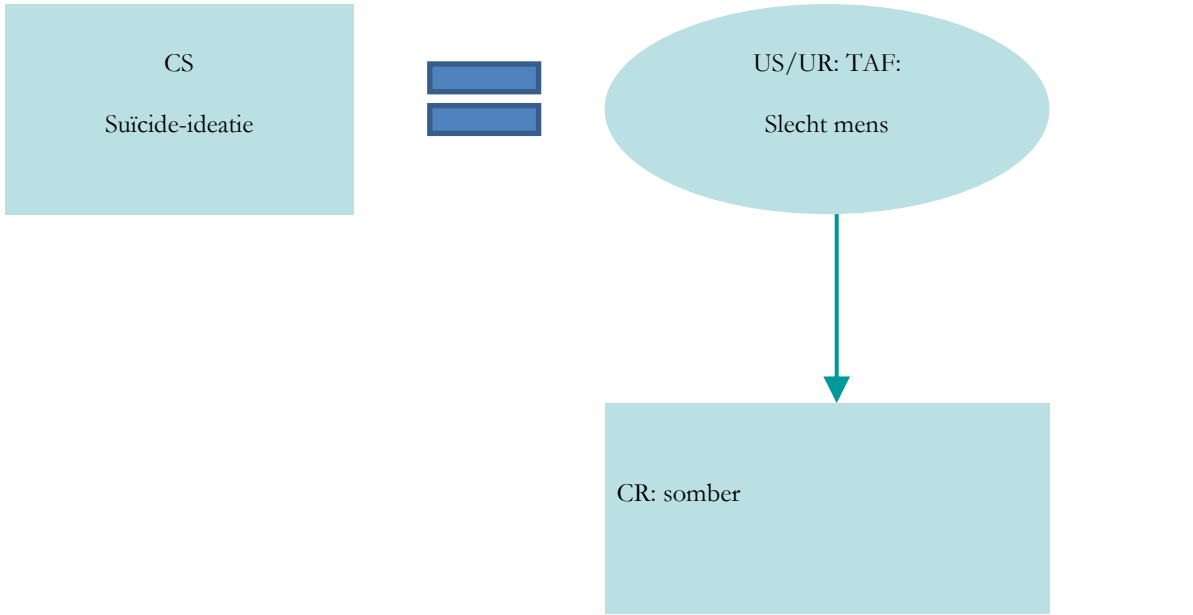 CS
Suïcide-ideatie
US/UR: TAF:
Slecht mens
CR: somber